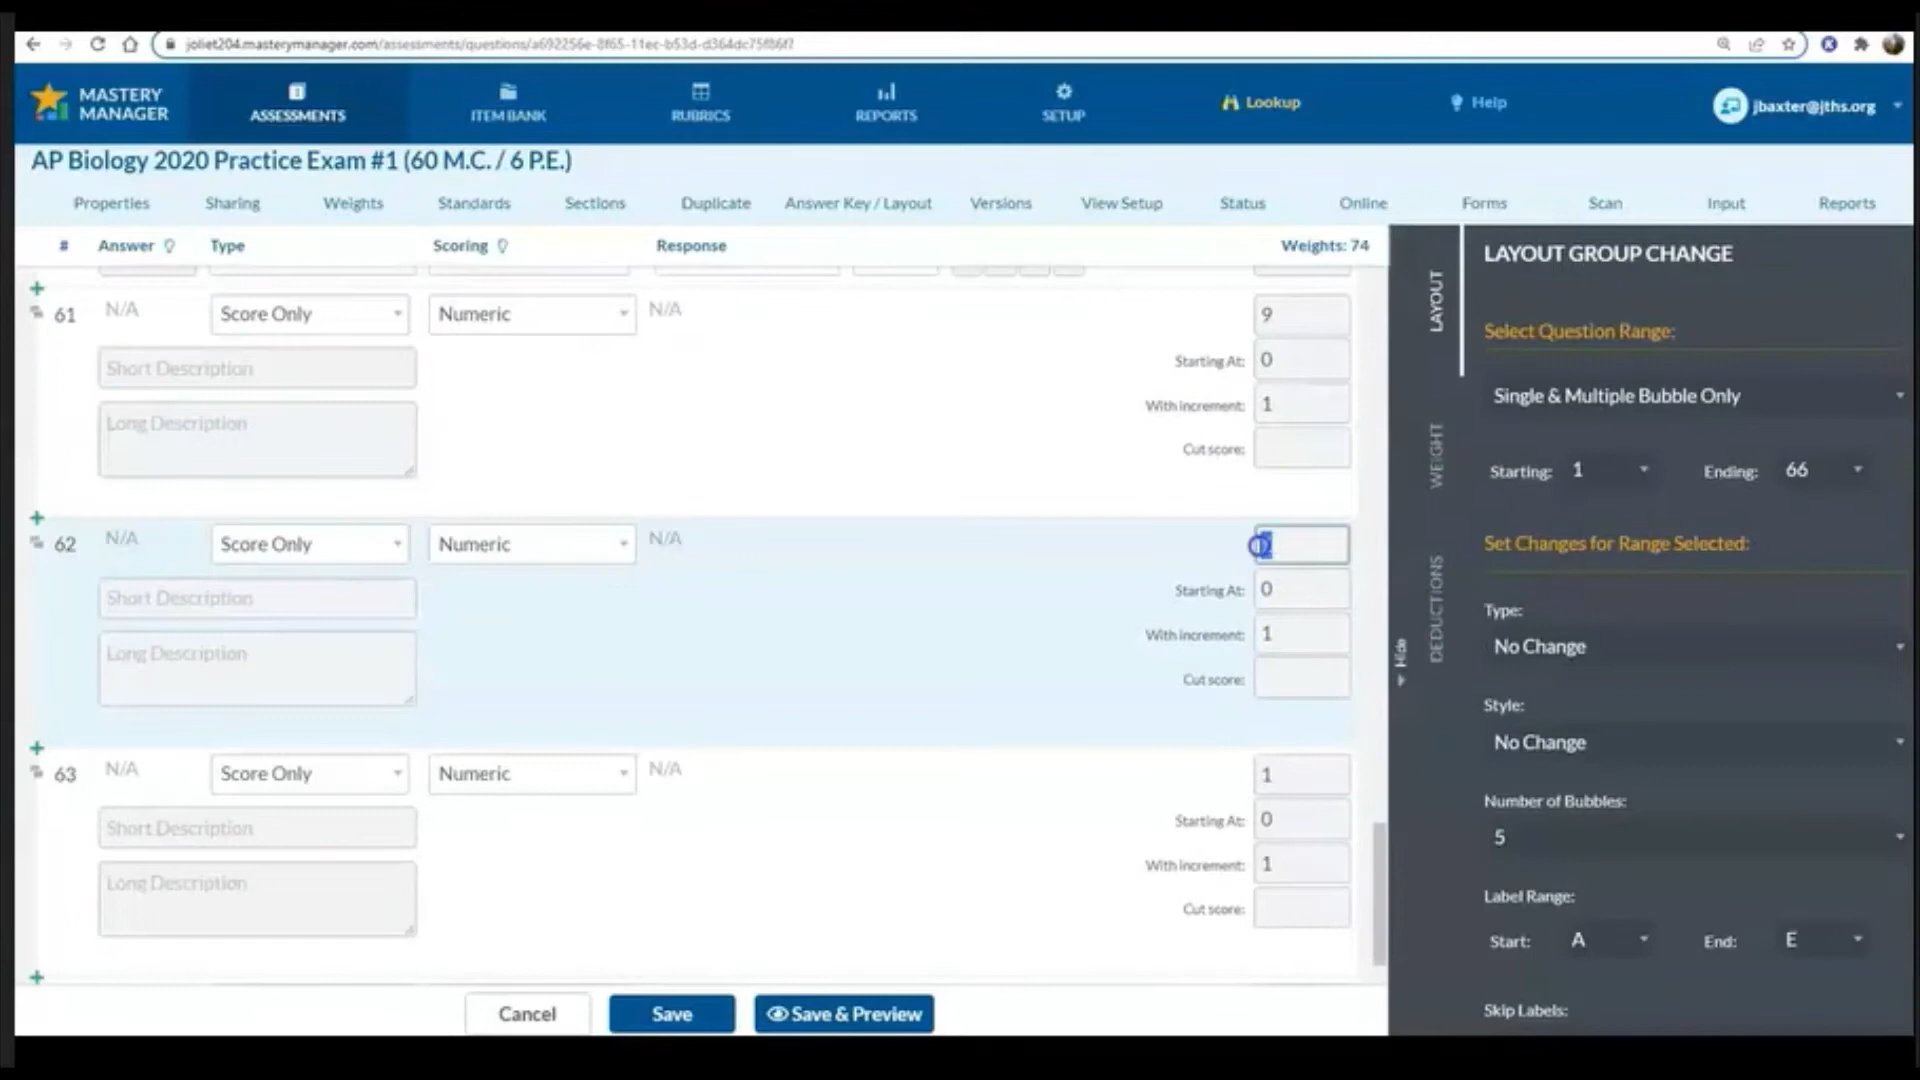 joliet204.masterymanager.com/assessments/questions/a692256e-8f65-11ec-b53d-d364dc75f86f7
MASTERY MANAGER
ASSESSMENTS
ITEM BANK
RUBRICS
REPORTS
SETUP
Lookup
Help
jbaxter@jths.org
AP Biology 2020 Practice Exam #1 (60 M.C. / 6 P.E.)
Properties Sharing Weights Standards Sections Duplicate Answer Key / Layout Versions View Setup Status Online Forms Scan Input Reports
# Answer Type Scoring Response Weights: 74
61 N/A Score Only Numeric N/A 9
Short Description
Starting At: 0
With increment: 1
Long Description
Cut score:
62 N/A Score Only Numeric N/A
Short Description
Starting At: 0
With increment: 1
Long Description
Cut score:
63 N/A Score Only Numeric N/A 1
Short Description
Starting At: 0
With increment: 1
Long Description
Cut score:
Cancel Save Save & Preview
Hide
LAYOUT
WEIGHT
DEDUCTIONS
LAYOUT GROUP CHANGE
Select Question Range:
Single & Multiple Bubble Only
Starting: 1 Ending: 66
Set Changes for Range Selected:
Type:
No Change
Style:
No Change
Number of Bubbles:
5
Label Range:
Start: A End: E
Skip Labels: